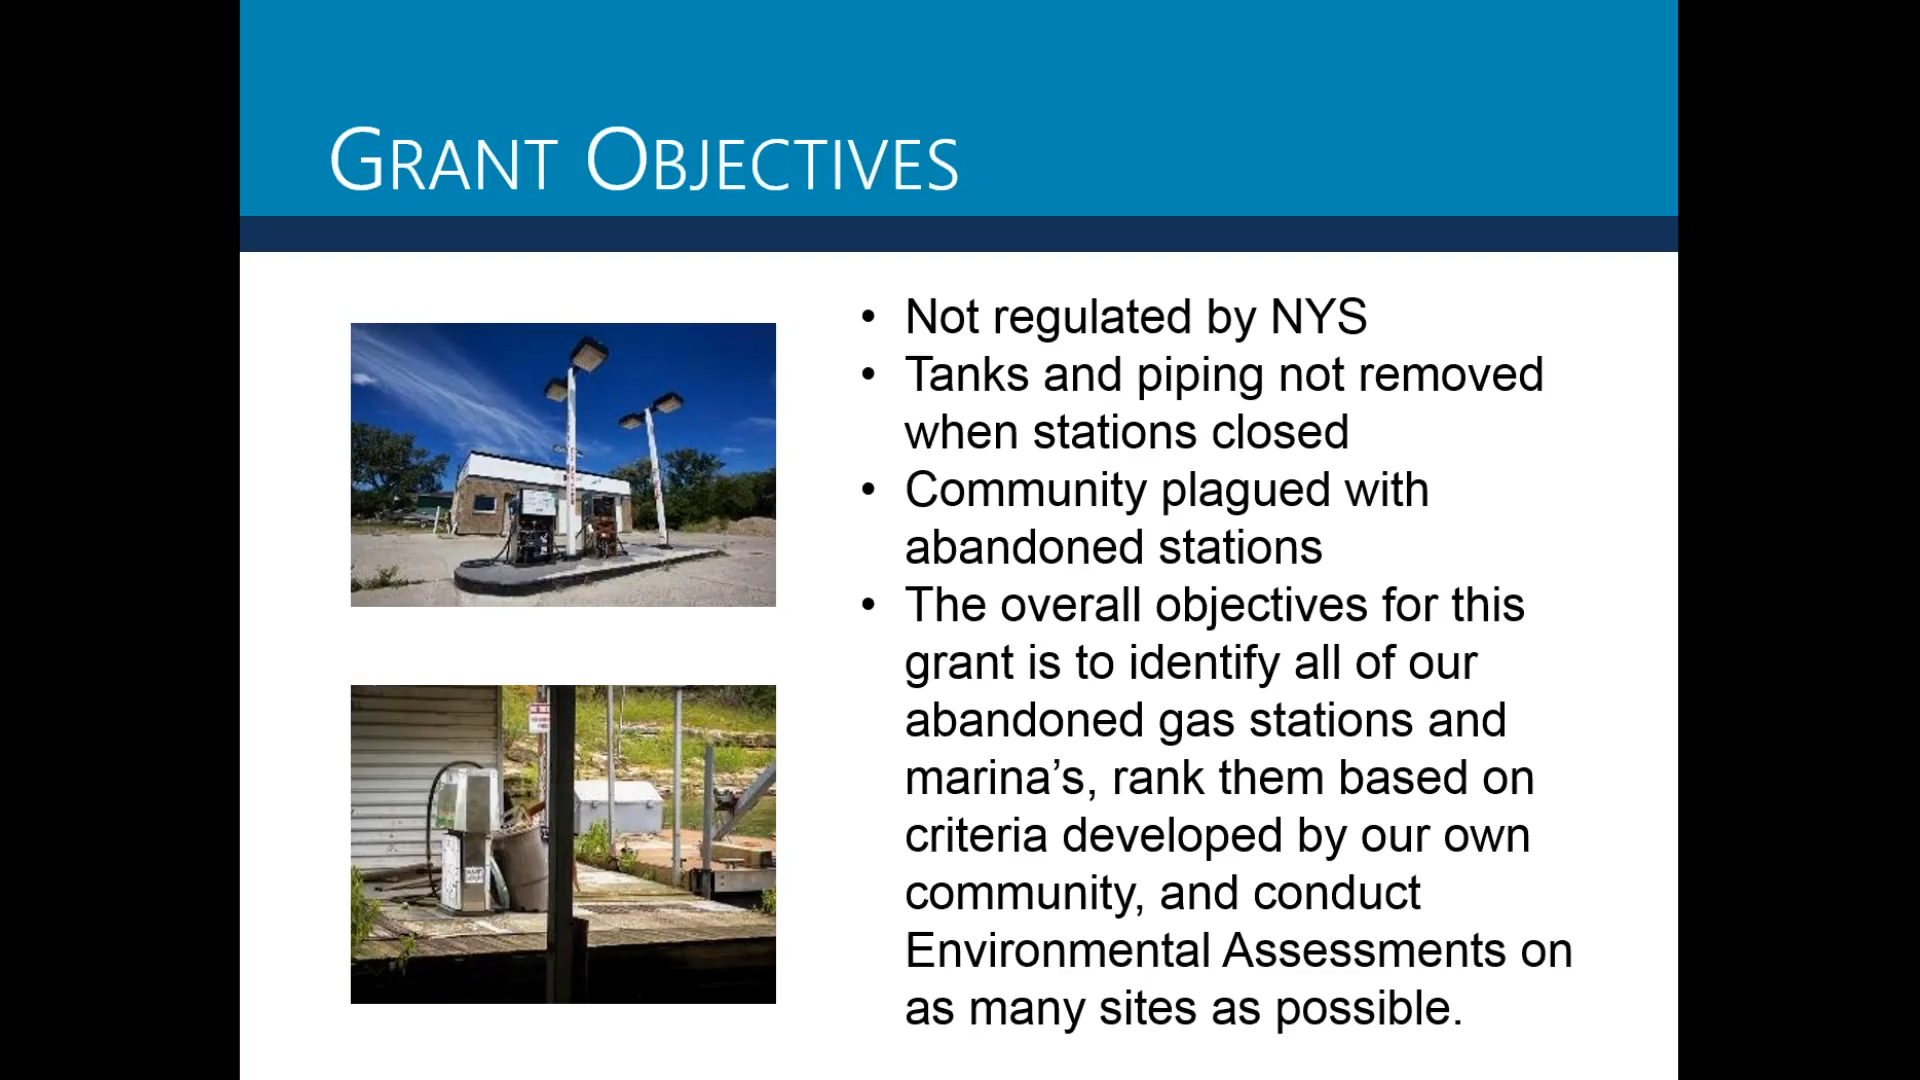 GRANT OBJECTIVES
• Not regulated by NYS
• Tanks and piping not removed
when stations closed
• Community plagued with
abandoned stations
• The overall objectives for this
grant is to identify all of our
abandoned gas stations and
marina’s, rank them based on
criteria developed by our own
community, and conduct
Environmental Assessments on
as many sites as possible.